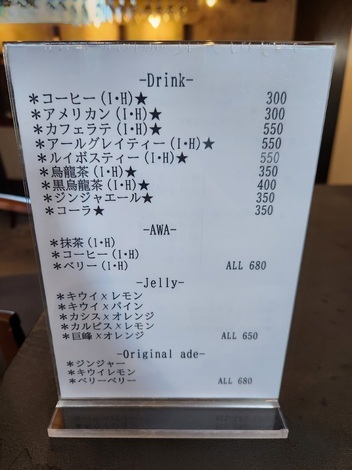 -Drink-
*コーヒー(I・H)★ 300
*アメリカン(I・H)★ 300
*カフェラテ(I・H)★ 550
*アールグレイティー(I・H)★ 550
*ルイボスティー(I・H)★ 550
*烏龍茶(I・H)★ 350
*黒烏龍茶(I・H)★ 400
*ジンジャエール★ 350
*コーラ★ 350
-AWA-
*抹茶(I・H)
*コーヒー(I・H)
*ベリー(I・H) ALL 680
-Jelly-
*キウイ×レモン
*キウイ×パイン
*カシス×オレンジ
*カルピス×レモン
*巨峰×オレンジ ALL 650
-Original ade-
*ジンジャー
*キウイレモン
*ベリーベリー ALL 680